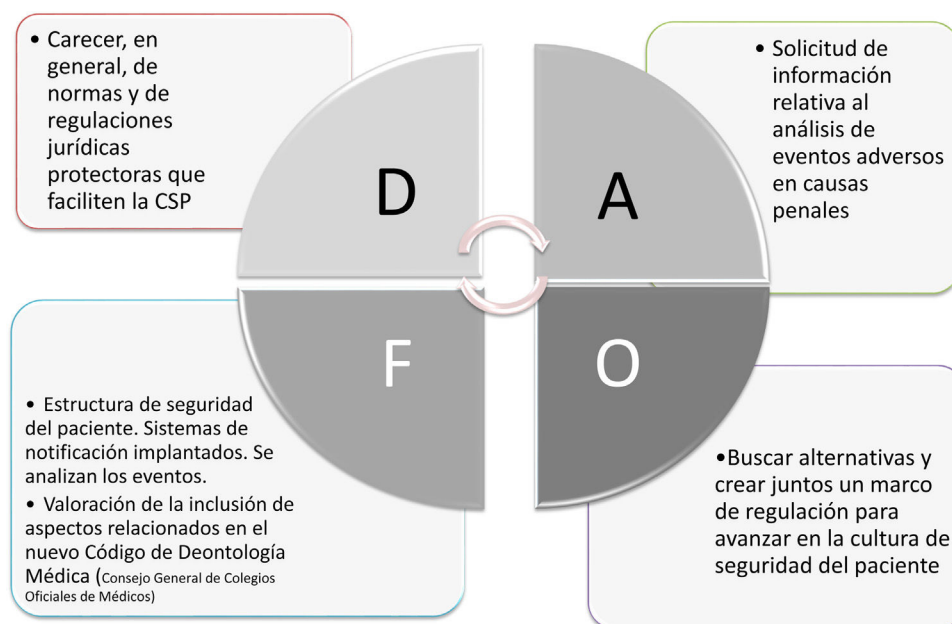 • Carecer, en
general, de
normas y de
regulaciones
jurídicas
protectoras que
faciliten la CSP
D
A
• Solicitud de
información
relativa al
análisis de
eventos adversos
en causas
penales
• Estructura de seguridad
del paciente. Sistemas de
notificación implantados. Se
analizan los eventos.
• Valoración de la inclusión de
aspectos relacionados en el
nuevo Código de Deontología
Médica (Consejo General de Colegios
Oficiales de Médicos)
F
O
•Buscar alternativas y
crear juntos un marco
de regulación para
avanzar en la cultura de
seguridad del paciente